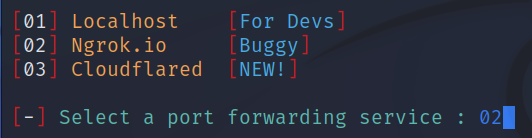 [01] Localhost [For Devs]
[02] Ngrok.io [Buggy]
[03] Cloudflared [NEW!]
[-] Select a port forwarding service : 02